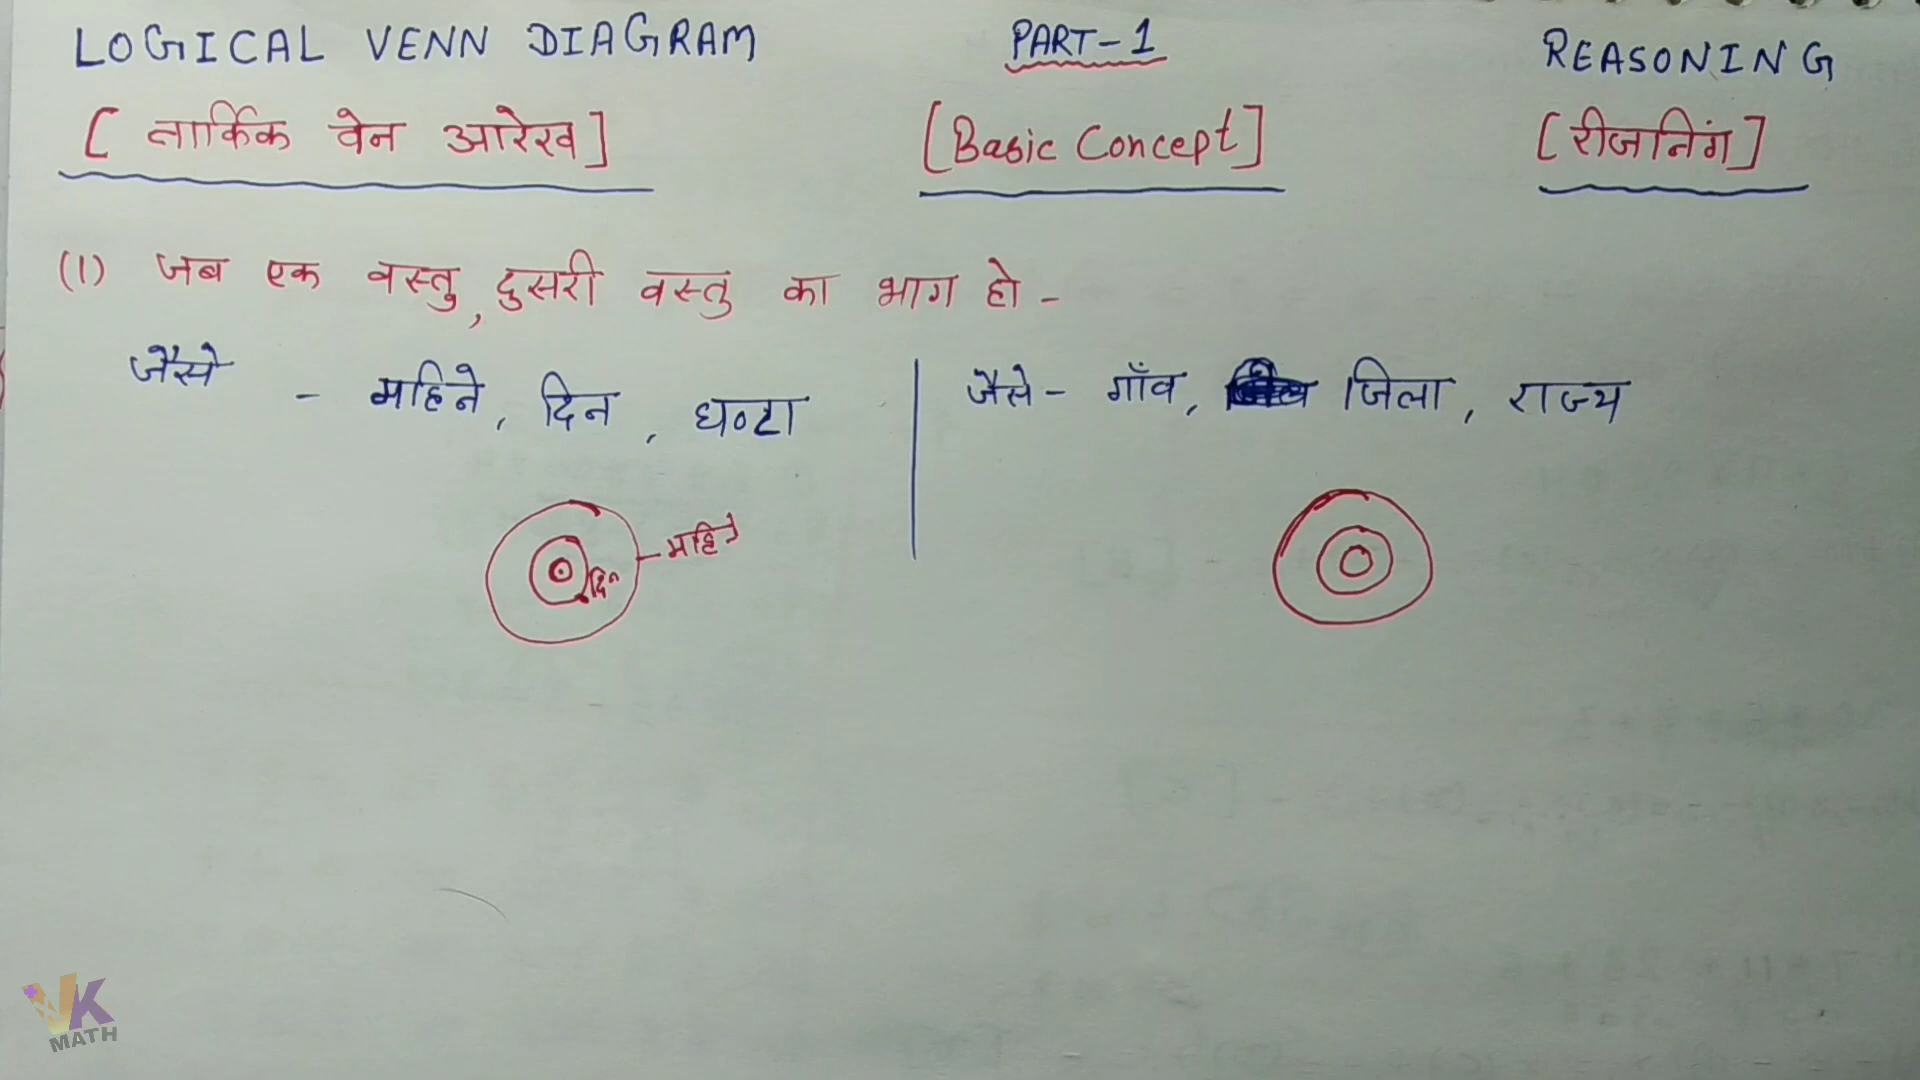 LOGICAL VENN DIAGRAM PART-1 REASONING
[तार्किक वेन आरेख] [Basic Concept] [रीजनिंग]
(1) जब एक वस्तु, दुसरी वस्तु का भाग हो -
जैसे - महिने, दिन, घण्टा
जैसे - गाँव, जिला, राज्य
महिने
दिन
VK
MATH